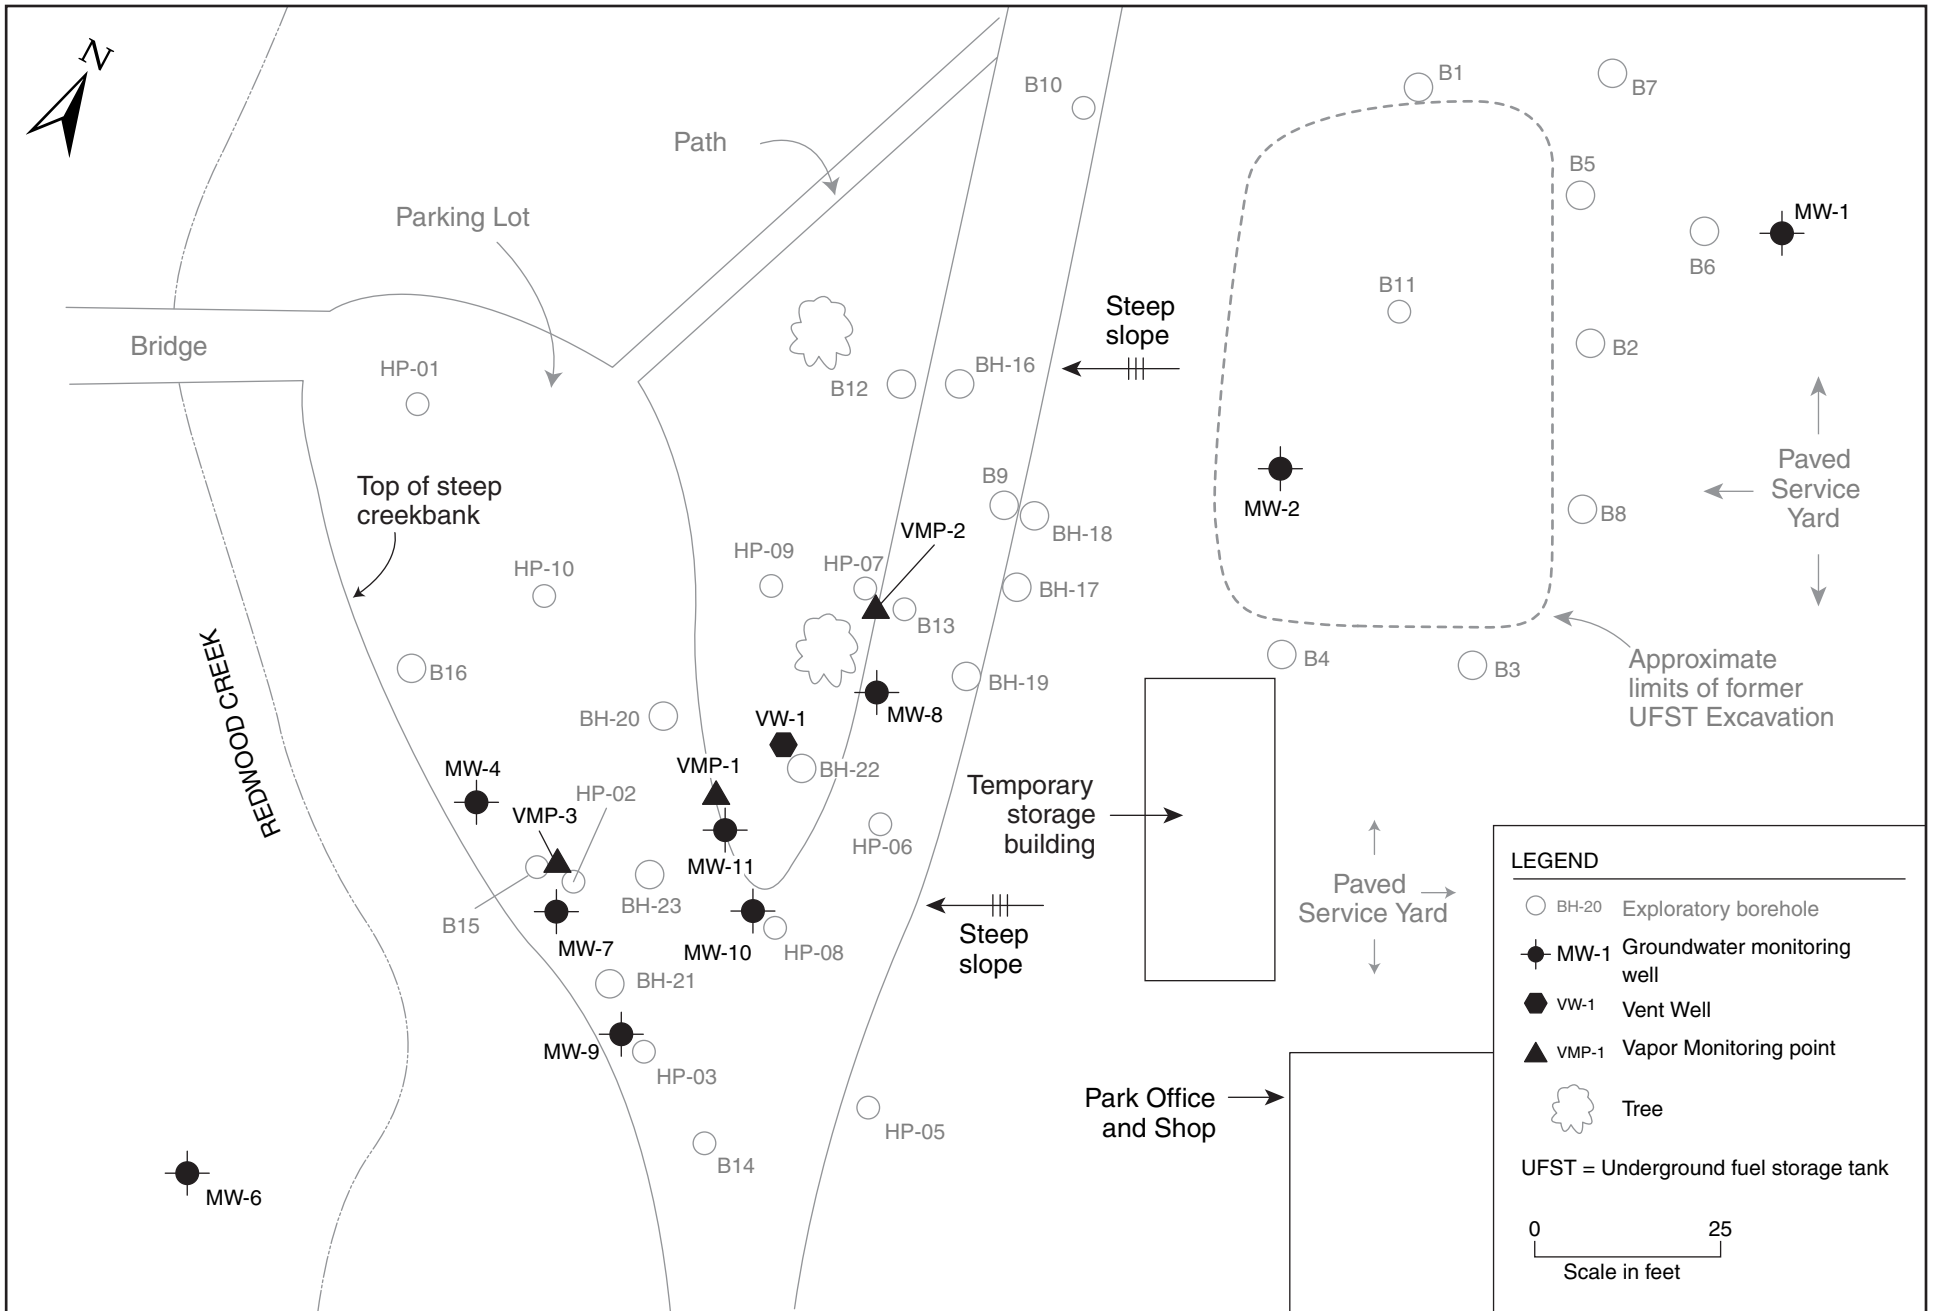 N
B10
B1
B7
Path
B5
MW-1
B6
Parking Lot
B11
Steep
slope
Bridge
HP-01
B12
BH-16
B2
Top of steep
creekbank
B9
BH-18
VMP-2
MW-2
B8
Paved
Service
Yard
HP-10
HP-09
HP-07
BH-17
B13
REDWOOD CREEK
B16
BH-19
B4
B3
Approximate
limits of former
UFST Excavation
BH-20
VW-1
MW-8
BH-22
MW-4
VMP-1
HP-02
VMP-3
Temporary
storage
building
HP-06
MW-11
B15
BH-23
MW-7
MW-10
HP-08
Steep
slope
Paved
Service Yard
BH-21
MW-9
HP-03
HP-05
B14
Park Office
and Shop
MW-6
LEGEND
BH-20 Exploratory borehole
MW-1 Groundwater monitoring
well
VW-1 Vent Well
VMP-1 Vapor Monitoring point
Tree
UFST = Underground fuel storage tank
0 25
Scale in feet